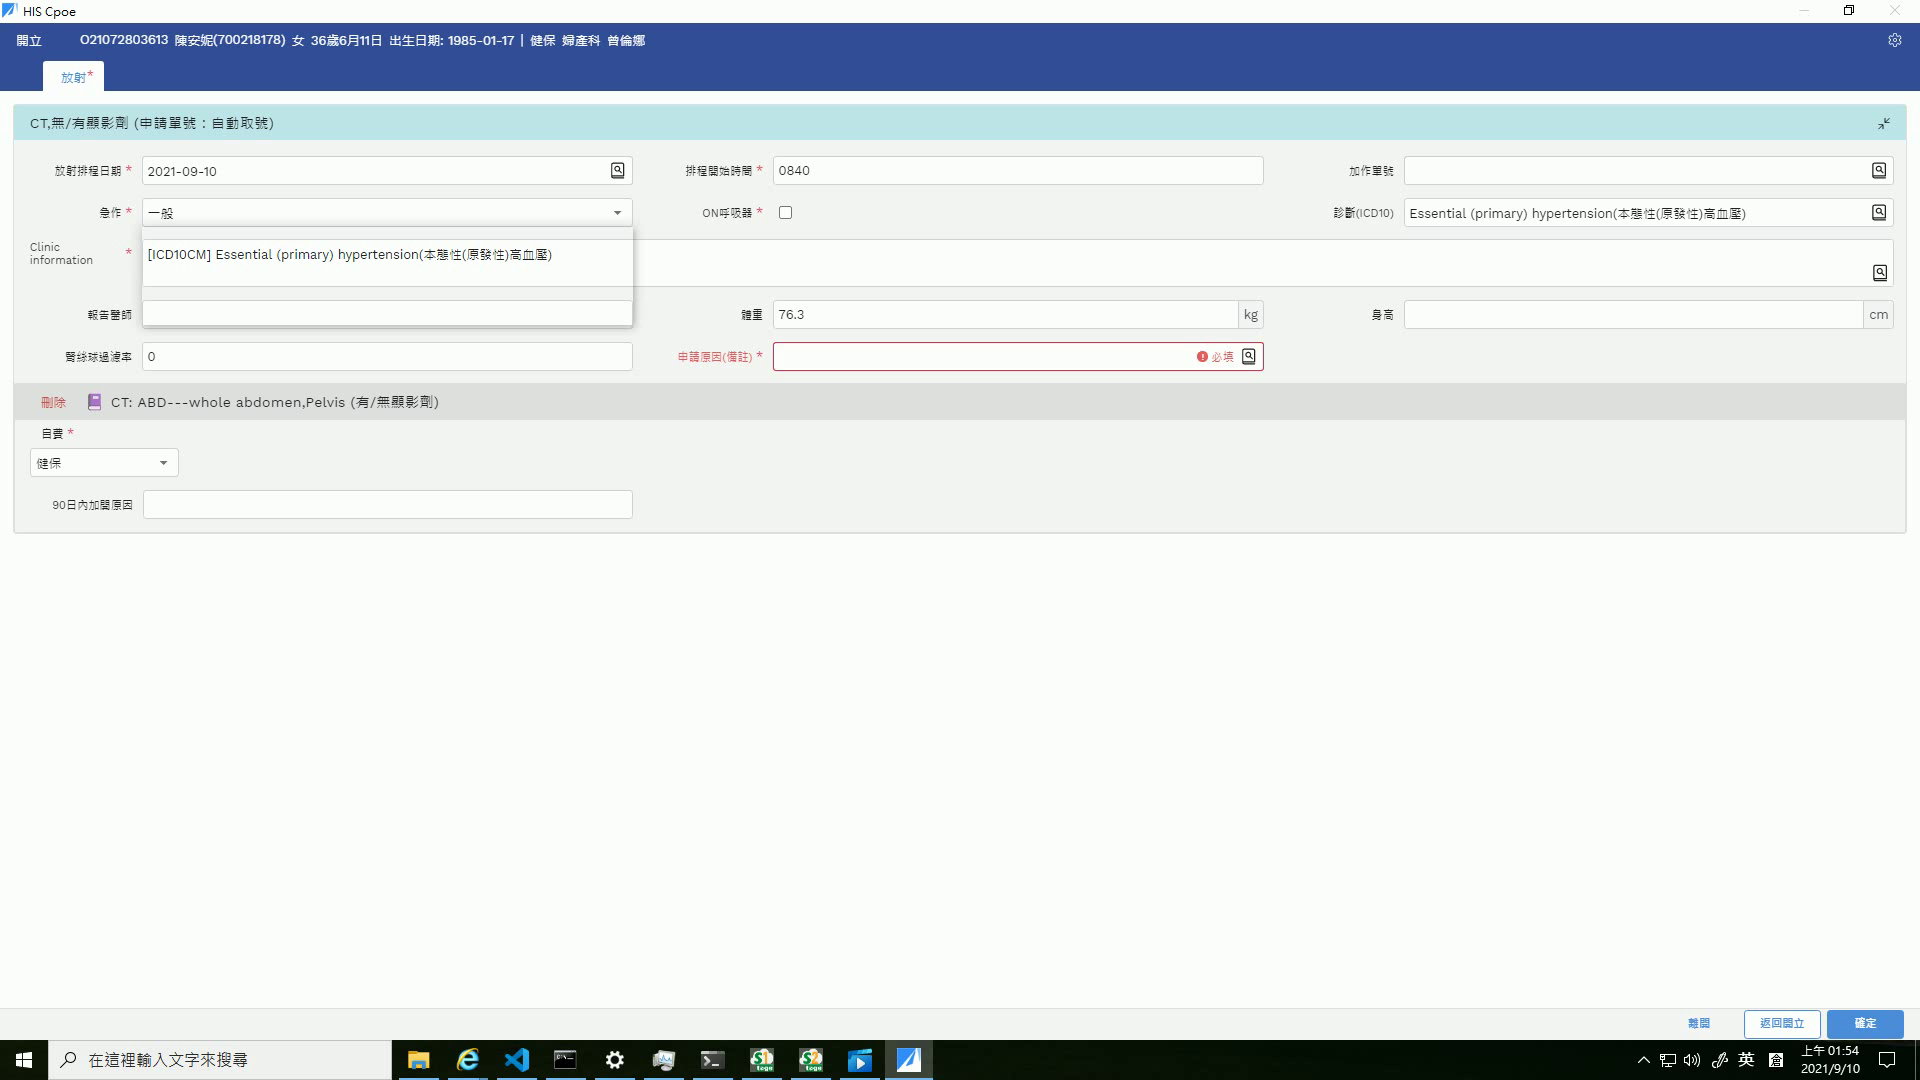 HIS Cpoe
開立 O21072803613 陳安妮(700218178) 女 36歲6月11日 出生日期: 1985-01-17 | 健保 婦產科 曾倫娜
放射*
CT,無/有顯影劑 (申請單號：自動取號)
放射排程日期 * 2021-09-10
排程開始時間 * 0840
加作單號
急作 * 一般
ON呼吸器 *
診斷(ICD10) Essential (primary) hypertension(本態性(原發性)高血壓)
Clinic information *
[ICD10CM] Essential (primary) hypertension(本態性(原發性)高血壓)
報告醫師
體重 76.3 kg
身高 cm
腎絲球過濾率 0
申請原因(備註) * 必填
刪除 CT: ABD---whole abdomen,Pelvis (有/無顯影劑)
自費 *
健保
90日內加開原因
離開 返回開立 確定
在這裡輸入文字來搜尋
S1 togo
S2 togo
英
上午 01:54
2021/9/10